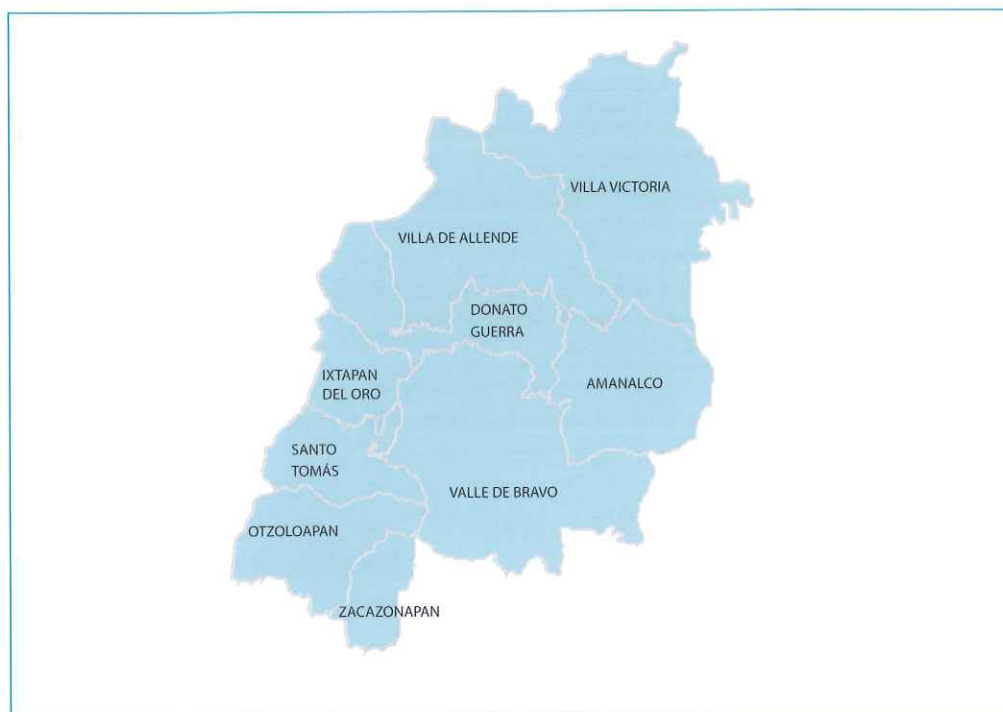 VILLA VICTORIA
VILLA DE ALLENDE
DONATO
GUERRA
IXTAPAN
DEL ORO
AMANALCO
SANTO
TOMÁS
VALLE DE BRAVO
OTZOLOAPAN
ZACAZONAPAN